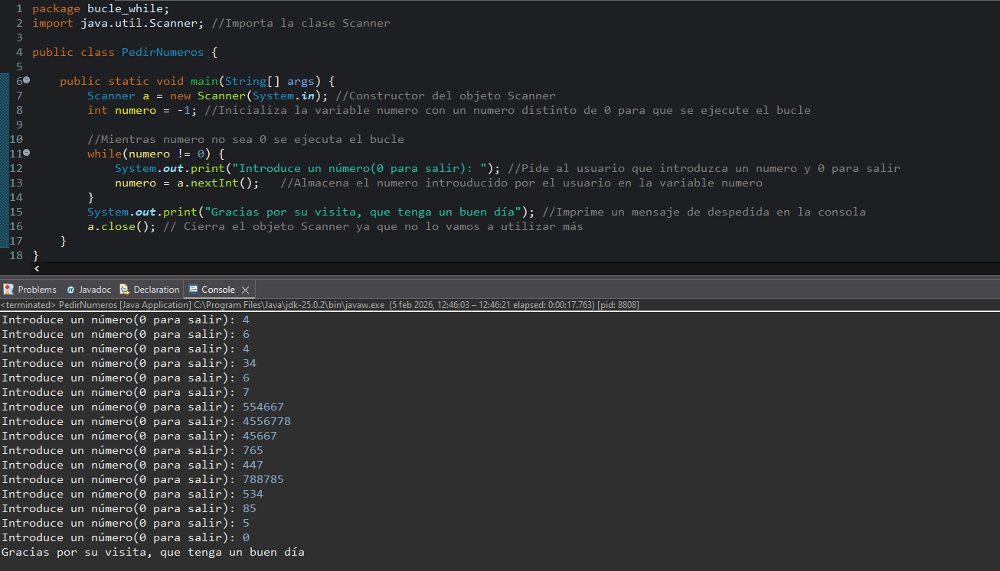 1 package bucle_while;
2 import java.util.Scanner; //Importa la clase Scanner
3
4 public class PedirNumeros {
5
6 public static void main(String[] args) {
7 Scanner a = new Scanner(System.in); //Constructor del objeto Scanner
8 int numero = -1; //Inicializa la variable numero con un numero distinto de 0 para que se ejecute el bucle
9
10 //Mientras numero no sea 0 se ejecuta el bucle
11 while(numero != 0) {
12 System.out.print("Introduce un número(0 para salir): "); //Pide al usuario que introduzca un numero y 0 para salir
13 numero = a.nextInt(); //Almacena el numero introuducido por el usuario en la variable numero
14 }
15 System.out.print("Gracias por su visita, que tenga un buen día"); //Imprime un mensaje de despedida en la consola
16 a.close(); // Cierra el objeto Scanner ya que no lo vamos a utilizar más
17 }
18 }
Problems Javadoc Declaration Console
<terminated> PedirNumeros [Java Application] C:\Program Files\Java\jdk-25.0.2\bin\javaw.exe (5 feb 2026, 12:46:03 – 12:46:21 elapsed: 0:00:17.763) [pid: 8808]
Introduce un número(0 para salir): 4
Introduce un número(0 para salir): 6
Introduce un número(0 para salir): 4
Introduce un número(0 para salir): 34
Introduce un número(0 para salir): 6
Introduce un número(0 para salir): 7
Introduce un número(0 para salir): 554667
Introduce un número(0 para salir): 4556778
Introduce un número(0 para salir): 45667
Introduce un número(0 para salir): 765
Introduce un número(0 para salir): 447
Introduce un número(0 para salir): 788785
Introduce un número(0 para salir): 534
Introduce un número(0 para salir): 85
Introduce un número(0 para salir): 5
Introduce un número(0 para salir): 0
Gracias por su visita, que tenga un buen día